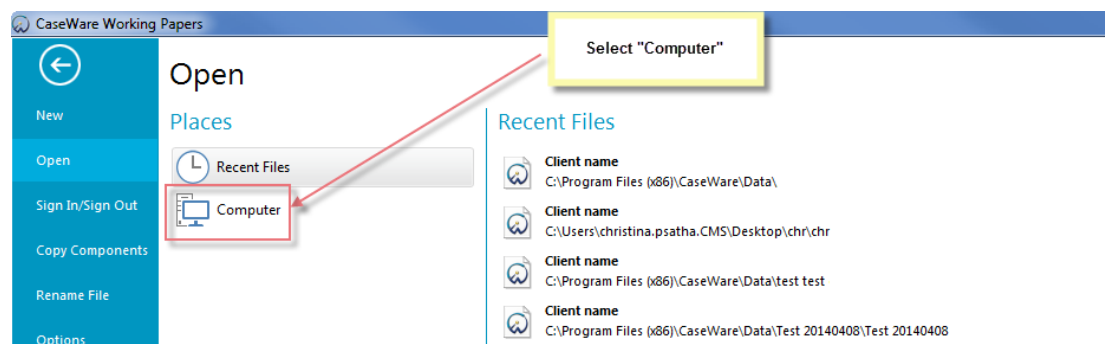 CaseWare Working Papers
Select "Computer"
Open
New
Open
Sign In/Sign Out
Copy Components
Rename File
Options
Places
Recent Files
Computer
Recent Files
Client name
C:\Program Files (x86)\CaseWare\Data\
Client name
C:\Users\christina.psatha.CMS\Desktop\chr\chr
Client name
C:\Program Files (x86)\CaseWare\Data\test test
Client name
C:\Program Files (x86)\CaseWare\Data\Test 20140408\Test 20140408